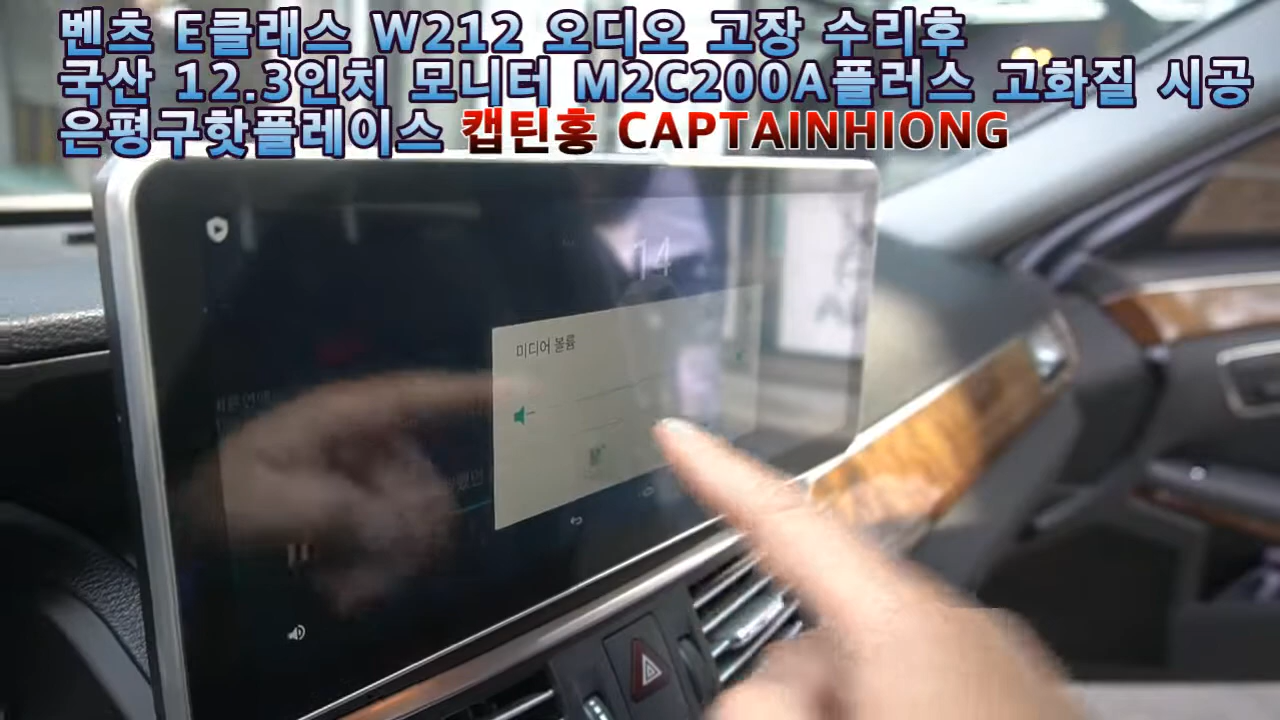 벤츠 E클래스 W212 오디오 고장 수리후
국산 12.3인치 모니터 M2C200A플러스 고화질 시공
은평구핫플레이스 캡틴홍 CAPTAINHIONG
14
미디어 볼륨